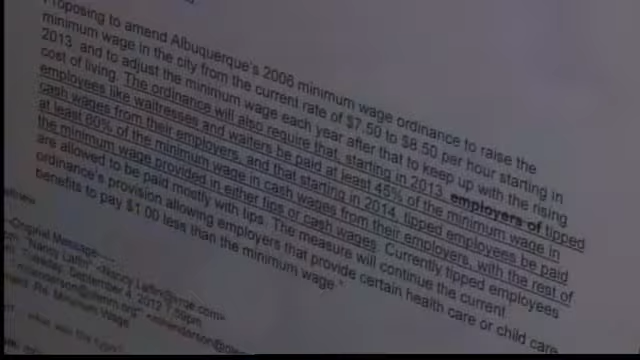 Proposing to amend Albuquerque's 2006 minimum wage ordinance to raise the
minimum wage in the city from the current rate of $7.50 to $8.50 per hour starting in
2013, and to adjust the minimum wage each year after that to keep up with the rising
cost of living. The ordinance will also require that, starting in 2013, employers of tipped
employees like waitresses and waiters be paid at least 45% of the minimum wage in
cash wages from their employers, and that starting in 2014, tipped employees be paid
at least 60% of the minimum wage in cash wages from their employers, with the rest of
the minimum wage provided in either tips or cash wages. Currently tipped employees
are allowed to be paid mostly with tips. The measure will continue the current
ordinance's provision allowing employers that provide certain health care or child care
benefits to pay $1.00 less than the minimum wage."
Original Message
"Nancy
Tuesday, September 4, 2012
Re: Minimum Wage